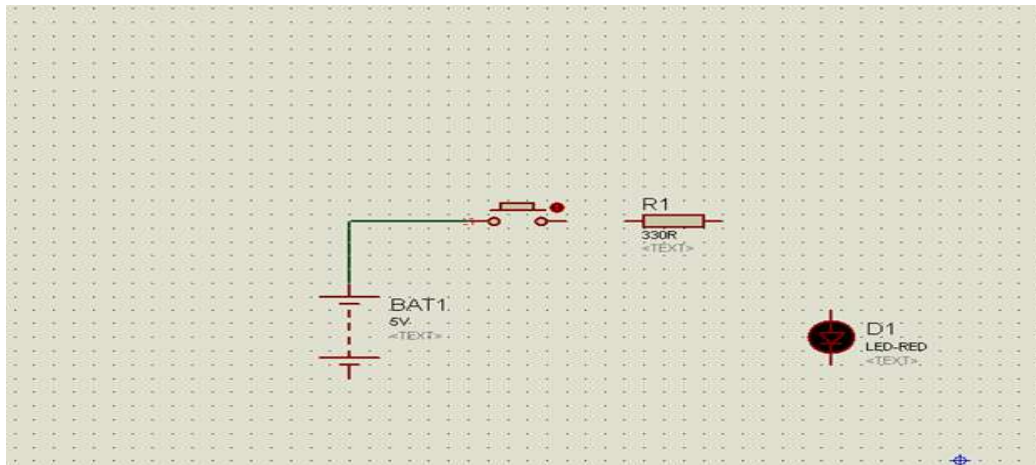 R1
330R
<TEXT>
BAT1
5V
<TEXT>
D1
LED-RED
<TEXT>